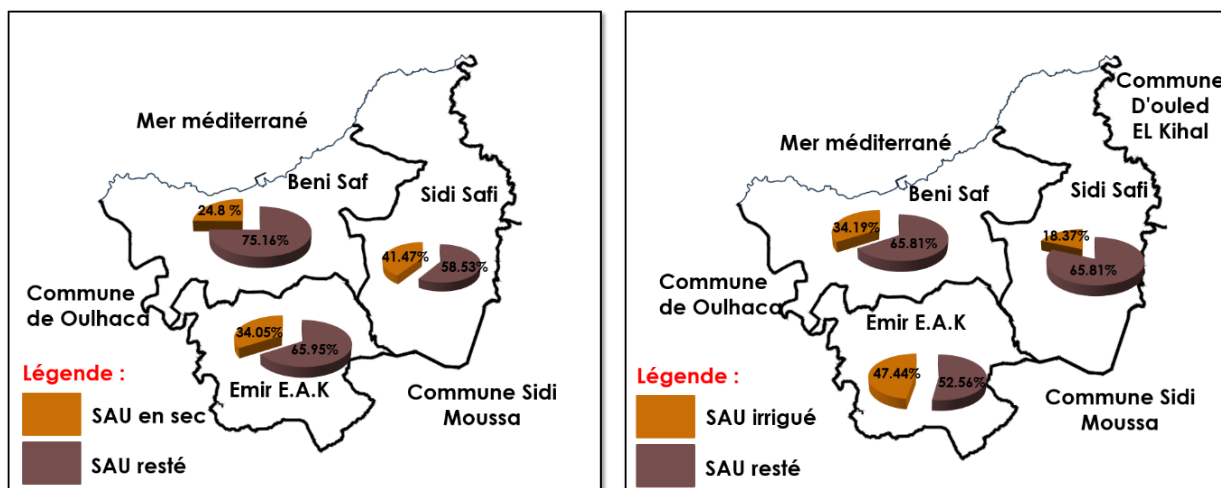 Mer méditerrané
Beni Saf
Sidi Safi
24.8 %
75.16%
41.47%
58.53%
Commune
de Oulhaca
34.05%
65.95%
Emir E.A.K
Légende :
SAU en sec
SAU resté
Commune Sidi
Moussa
Commune
D'ouled
EL Kihal
Mer méditerrané
Beni Saf
Sidi Safi
34.19%
65.81%
18.37%
65.81%
Commune
de Oulhaca
Emir E.A.K
47.44%
52.56%
Légende :
SAU irrigué
SAU resté
Commune Sidi
Moussa